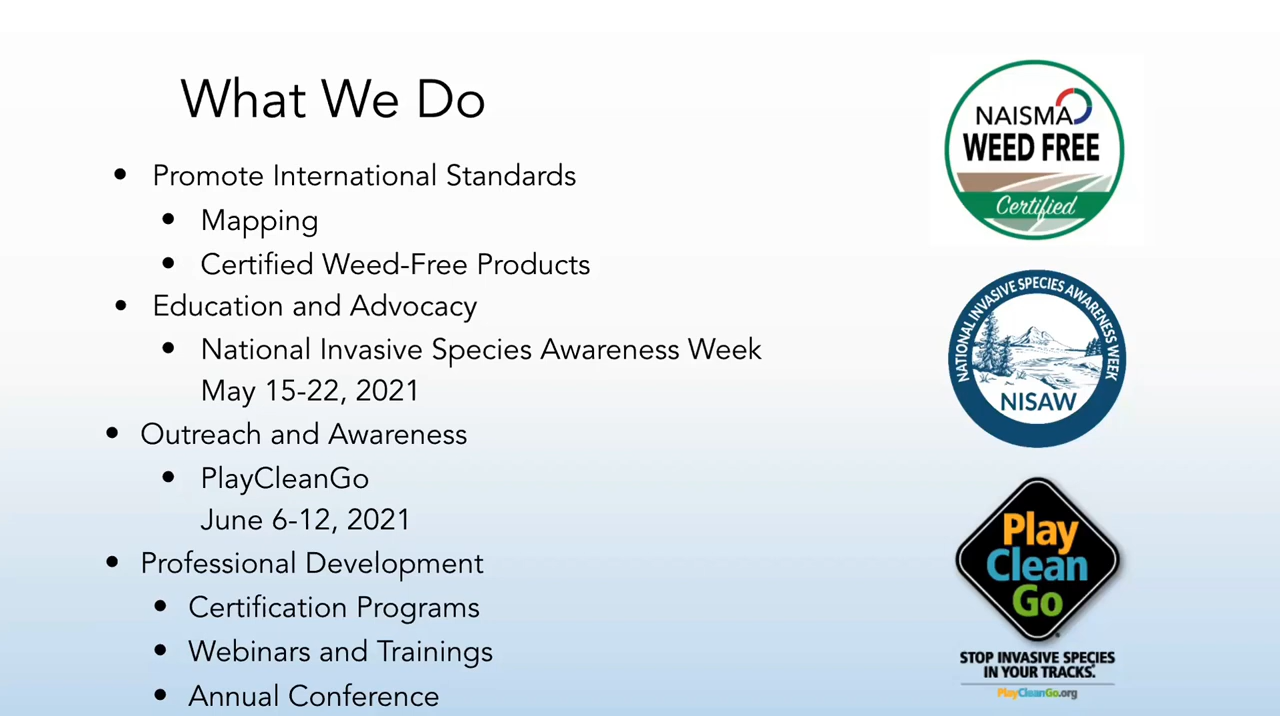 What We Do
• Promote International Standards
• Mapping
• Certified Weed-Free Products
• Education and Advocacy
• National Invasive Species Awareness Week
May 15-22, 2021
• Outreach and Awareness
• PlayCleanGo
June 6-12, 2021
• Professional Development
• Certification Programs
• Webinars and Trainings
• Annual Conference
NAISMA
WEED FREE
Certified
NATIONAL INVASIVE SPECIES AWARENESS WEEK
NISAW
Play
Clean
Go
STOP INVASIVE SPECIES
IN YOUR TRACKS.
PlayCleanGo.org